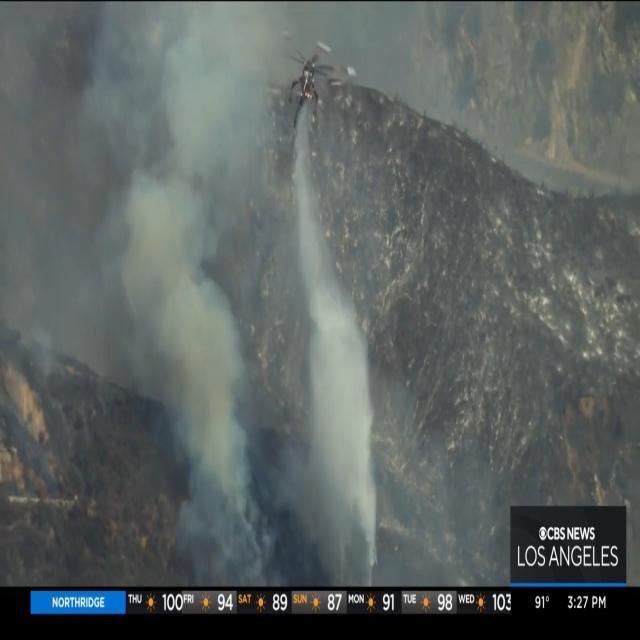 CBS NEWS
LOS ANGELES
NORTHRIDGE THU 100 FRI 94 SAT 89 SUN 87 MON 91 TUE 98 WED 103 91° 3:27 PM